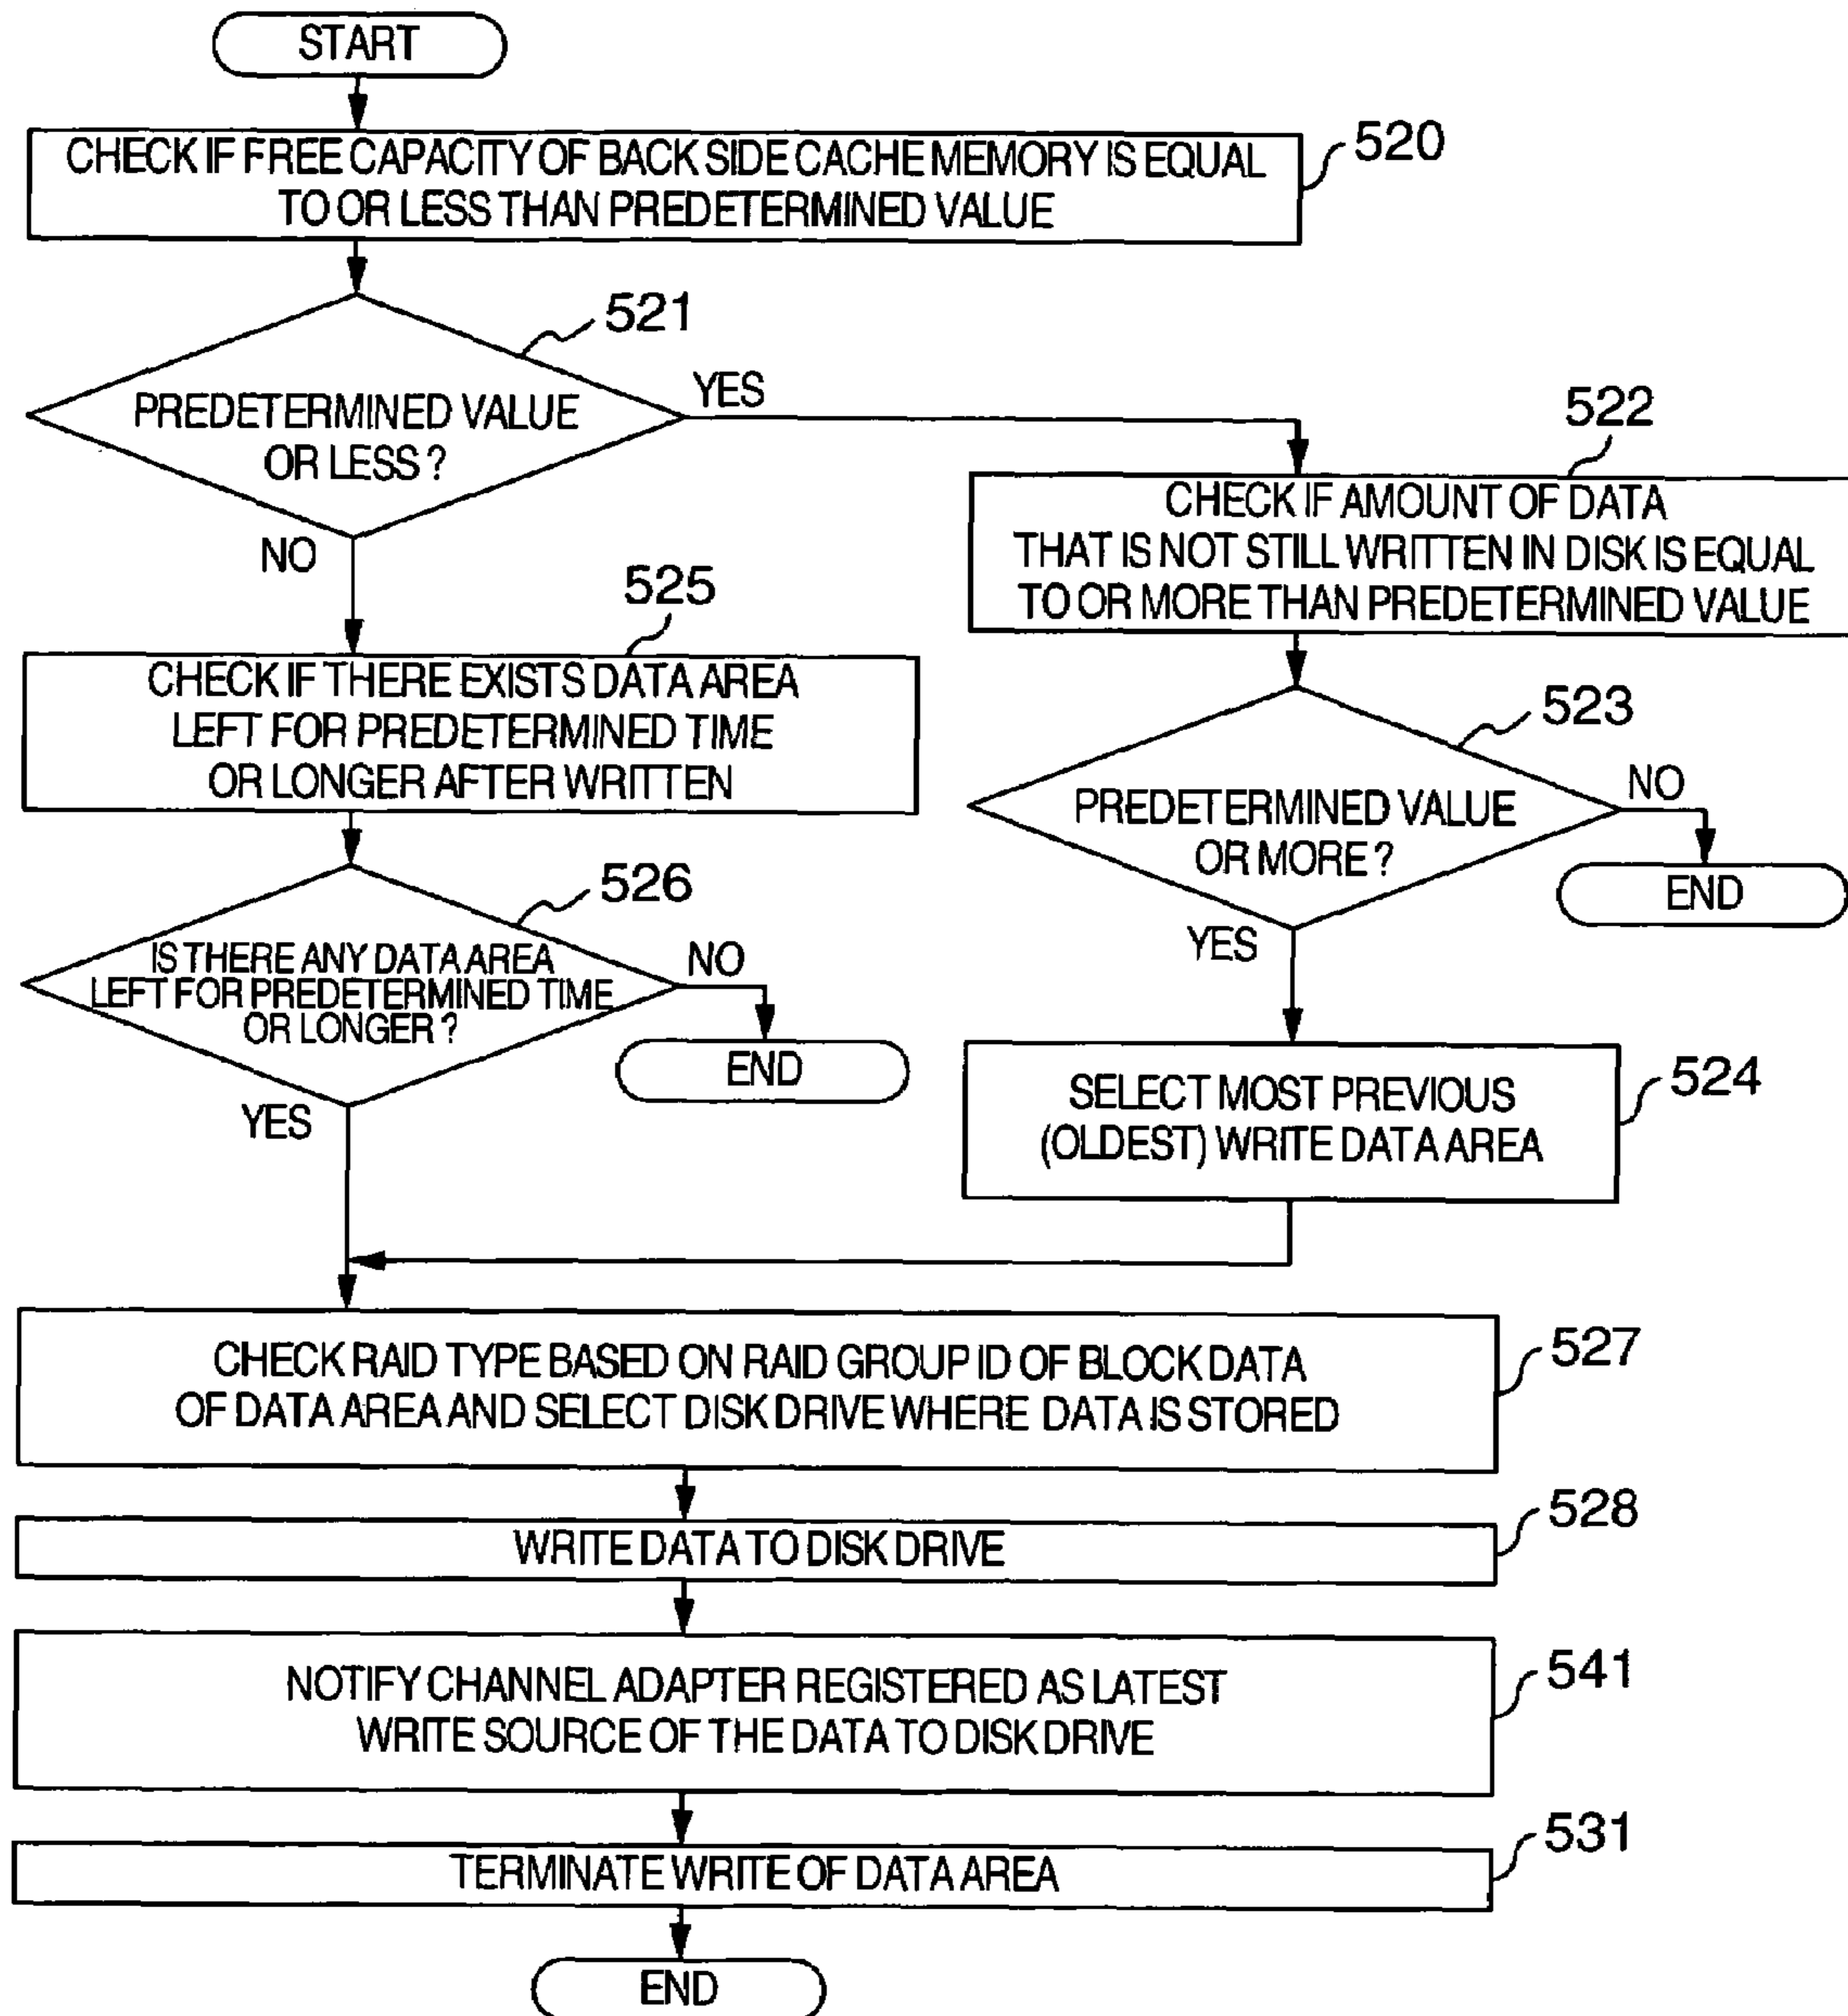 START
CHECK IF FREE CAPACITY OF BACK SIDE CACHE MEMORY IS EQUAL
TO OR LESS THAN PREDETERMINED VALUE
520
521
PREDETERMINED VALUE
OR LESS?
YES
NO
522
CHECK IF AMOUNT OF DATA
THAT IS NOT STILL WRITTEN IN DISK IS EQUAL
TO OR MORE THAN PREDETERMINED VALUE
525
CHECK IF THERE EXISTS DATA AREA
LEFT FOR PREDETERMINED TIME
OR LONGER AFTER WRITTEN
523
PREDETERMINED VALUE
OR MORE?
NO
END
YES
526
IS THERE ANY DATA AREA
LEFT FOR PREDETERMINED TIME
OR LONGER?
NO
END
YES
524
SELECT MOST PREVIOUS
(OLDEST) WRITE DATA AREA
527
CHECK RAID TYPE BASED ON RAID GROUP ID OF BLOCK DATA
OF DATA AREA AND SELECT DISK DRIVE WHERE DATA IS STORED
528
WRITE DATA TO DISK DRIVE
541
NOTIFY CHANNEL ADAPTER REGISTERED AS LATEST
WRITE SOURCE OF THE DATA TO DISK DRIVE
531
TERMINATE WRITE OF DATA AREA
END